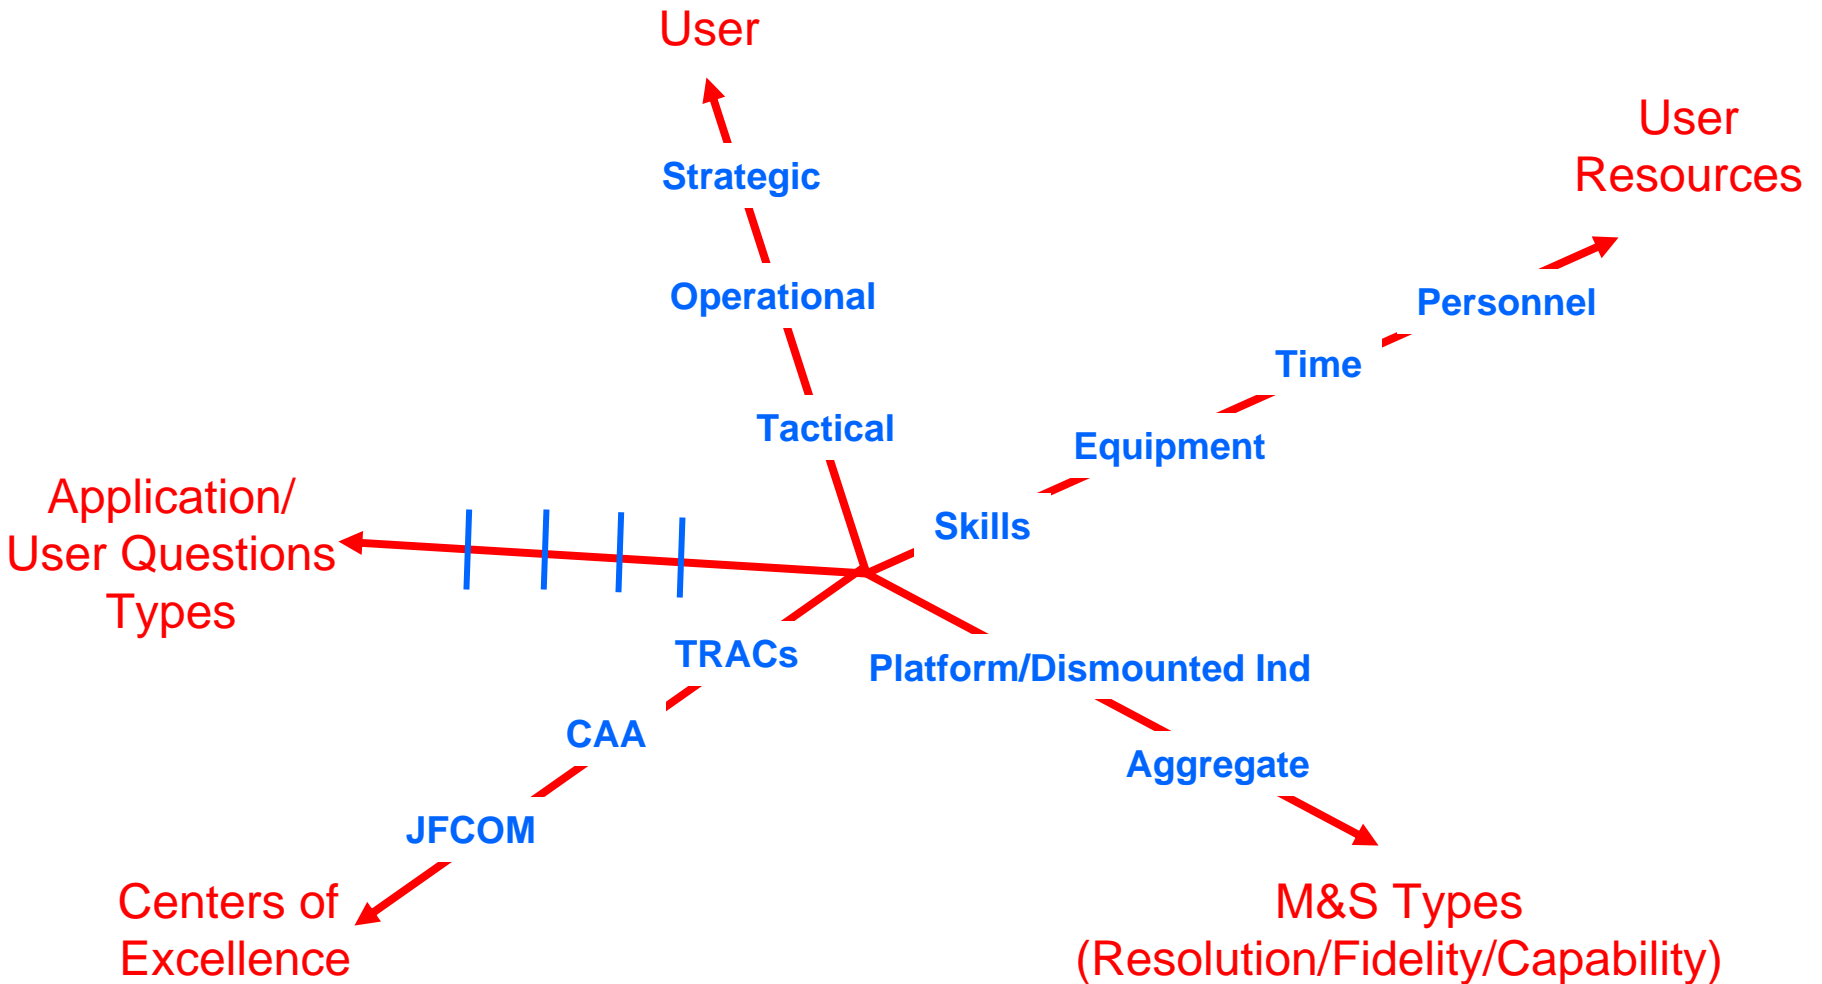 User
User
Resources
Strategic
Operational
Personnel
Time
Tactical
Equipment
Skills
Application/
User Questions
Types
TRACs
Platform/Dismounted Ind
CAA
Aggregate
JFCOM
Centers of
Excellence
M&S Types
(Resolution/Fidelity/Capability)